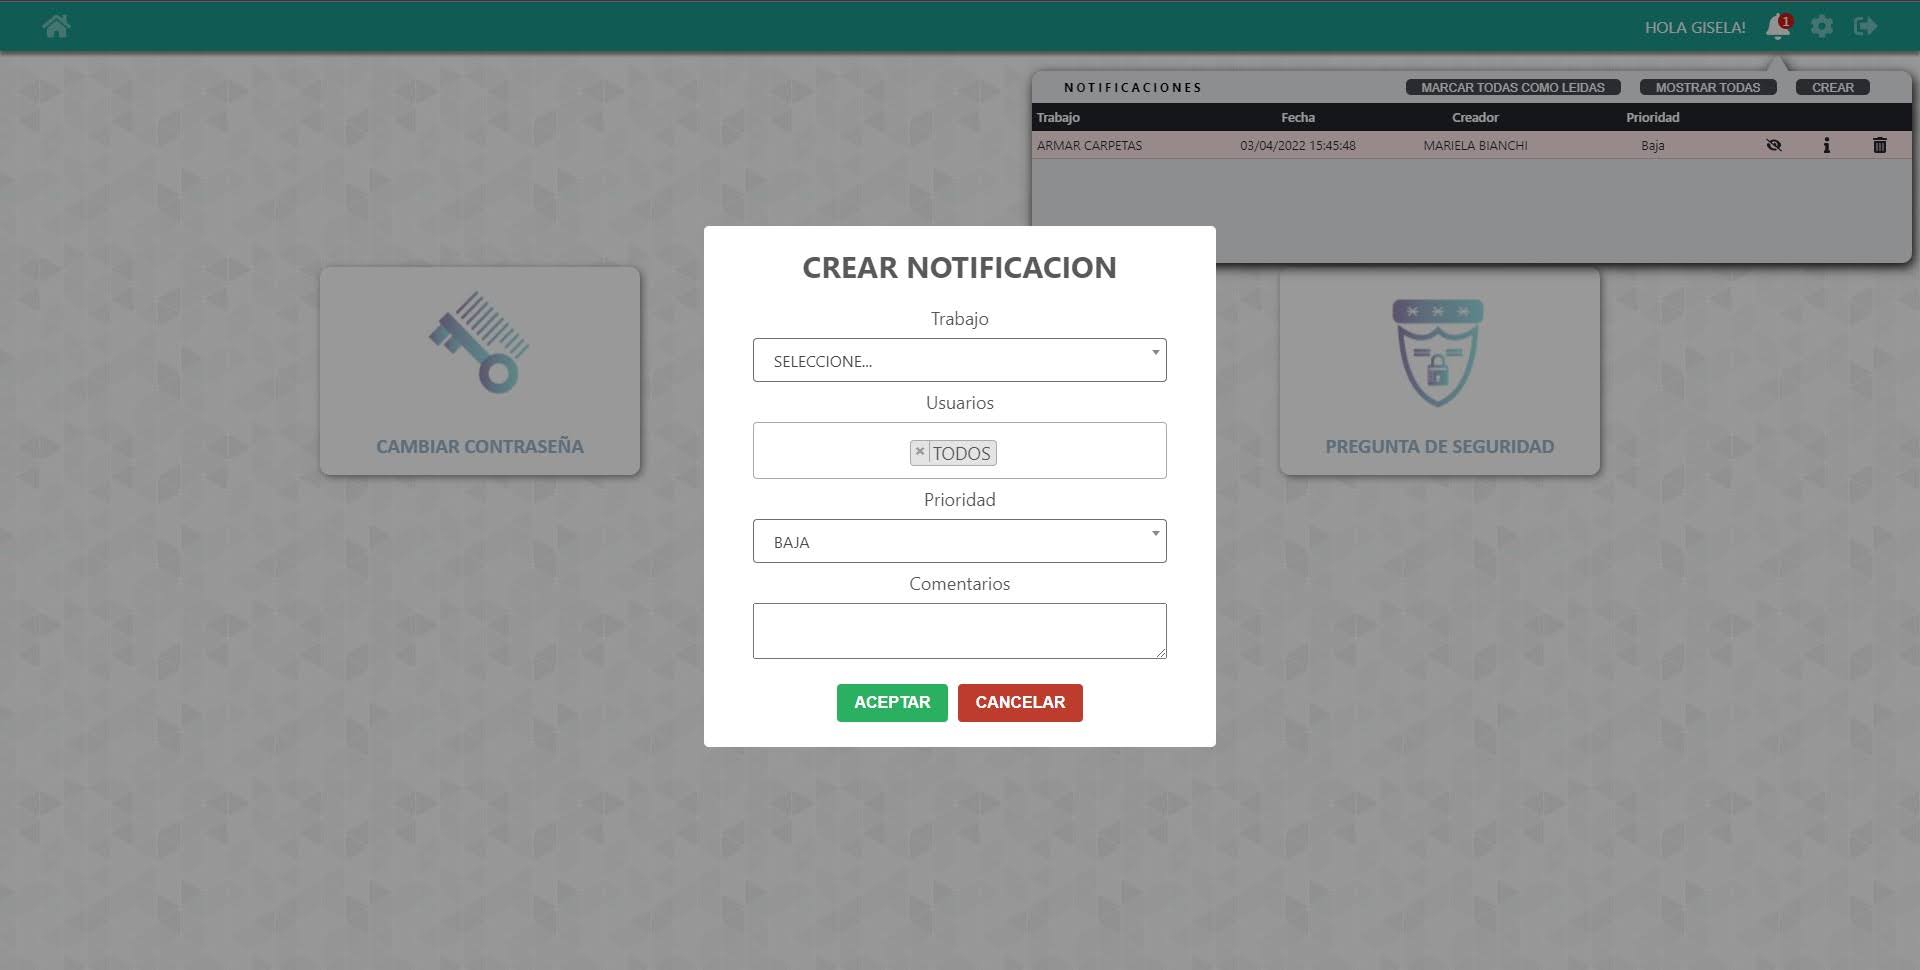 HOLA GISELA!
1
NOTIFICACIONES
MARCAR TODAS COMO LEIDAS
MOSTRAR TODAS
CREAR
Trabajo Fecha Creador Prioridad
ARMAR CARPETAS 03/04/2022 15:45:48 MARIELA BIANCHI Baja
CREAR NOTIFICACION
Trabajo
SELECCIONE...
Usuarios
× TODOS
Prioridad
BAJA
Comentarios
ACEPTAR CANCELAR
CAMBIAR CONTRASEÑA
PREGUNTA DE SEGURIDAD